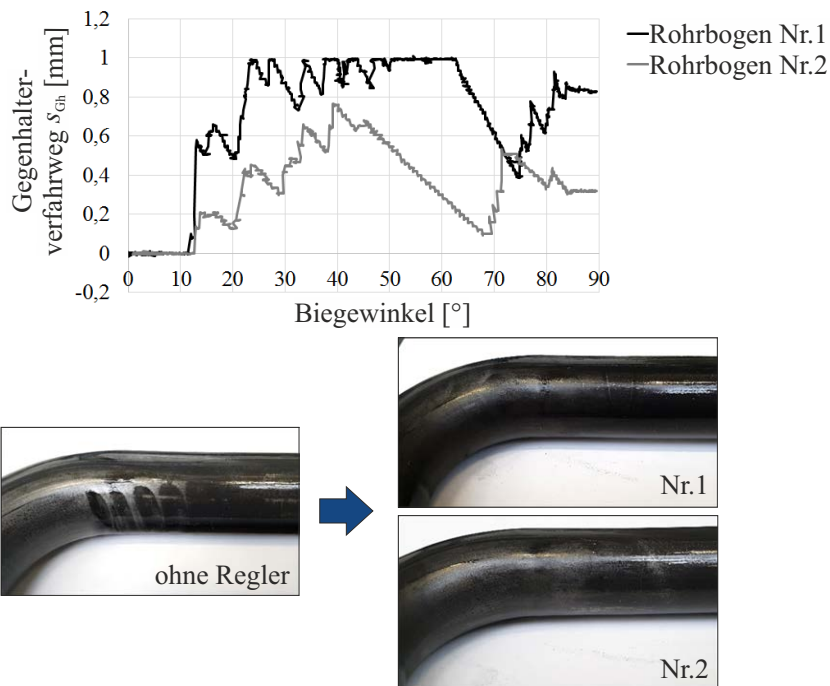 1,2
1
0,8
0,6
0,4
0,2
0
-0,2
Gegenhalter-
verfahrweg sGh [mm]
0 10 20 30 40 50 60 70 80 90
Biegewinkel [°]
Rohrbogen Nr.1
Rohrbogen Nr.2
ohne Regler
Nr.1
Nr.2